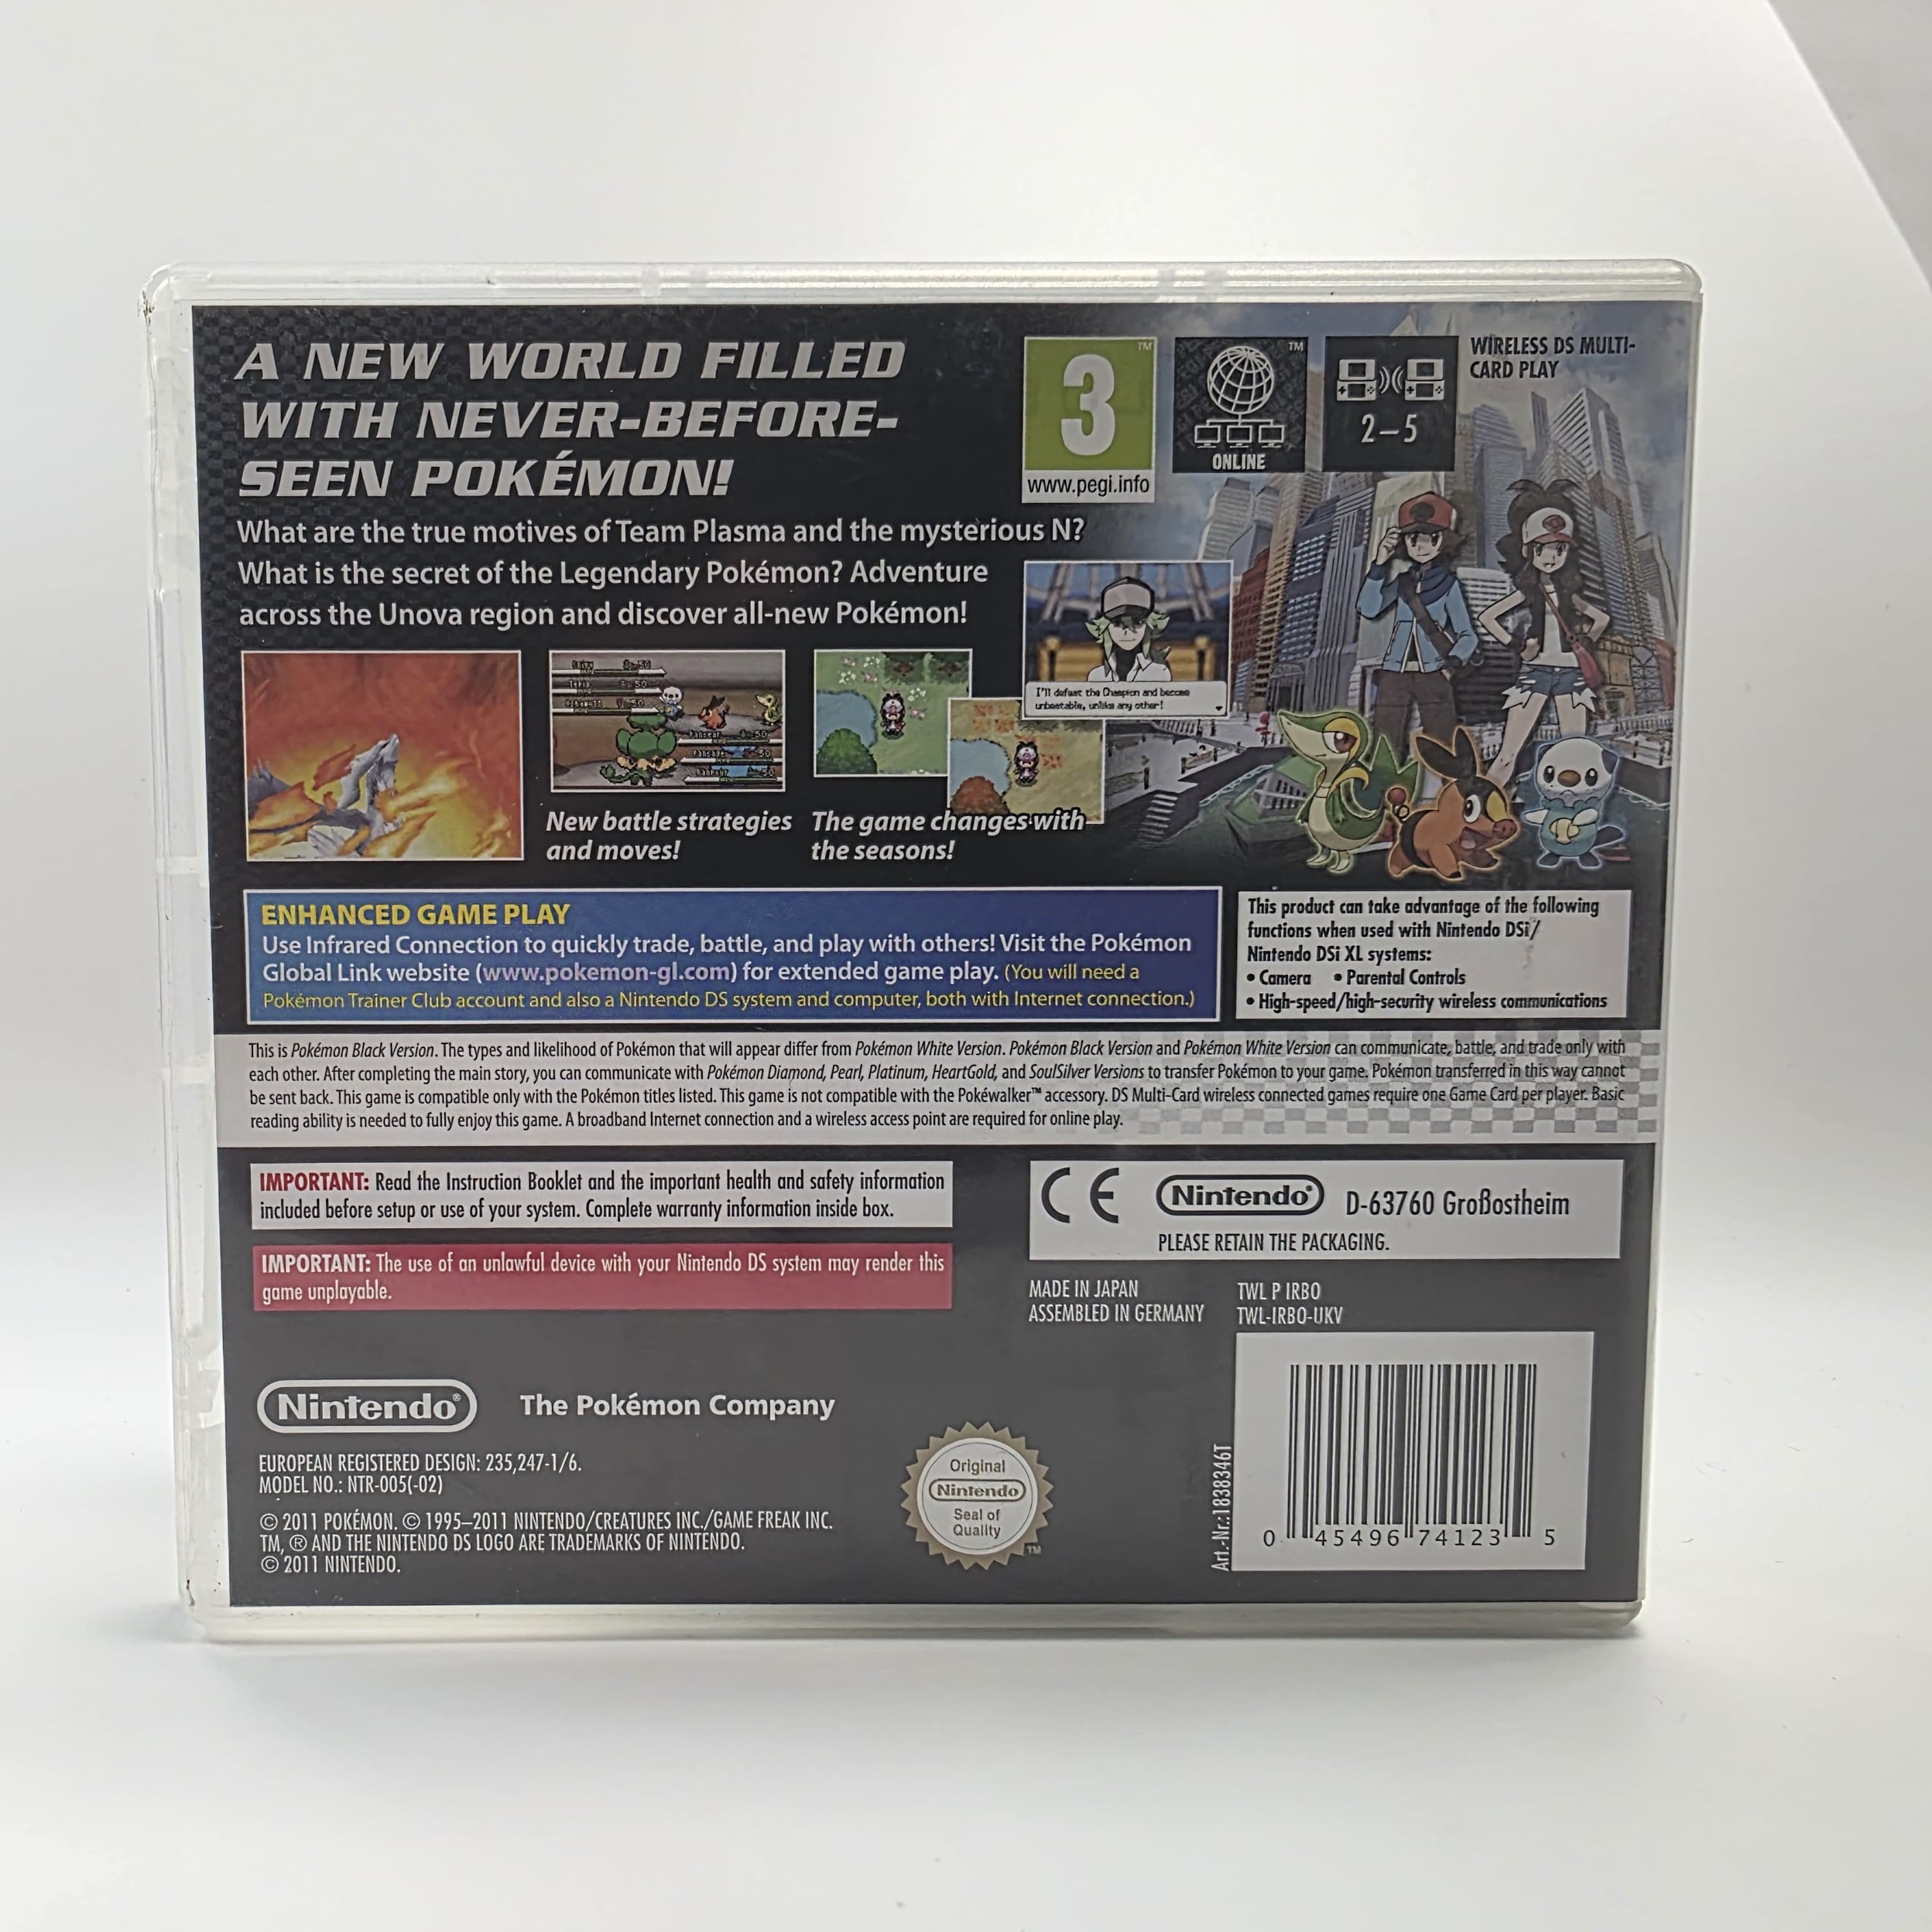 A NEW WORLD FILLED
WITH NEVER-BEFORE-
SEEN POKÉMON!
What are the true motives of Team Plasma and the mysterious N?
What is the secret of the Legendary Pokémon? Adventure
across the Unova region and discover all-new Pokémon!
3
™
www.pegi.info
™
ONLINE
2–5
WIRELESS DS MULTI-
CARD PLAY
I'll defeat the Champion and become
unbeatable, unlike any other!
New battle strategies
and moves!
The game changes with
the seasons!
ENHANCED GAME PLAY
Use Infrared Connection to quickly trade, battle, and play with others! Visit the Pokémon
Global Link website (www.pokemon-gl.com) for extended game play. (You will need a
Pokémon Trainer Club account and also a Nintendo DS system and computer, both with Internet connection.)
This product can take advantage of the following
functions when used with Nintendo DSi/
Nintendo DSi XL systems:
• Camera • Parental Controls
• High-speed/high-security wireless communications
This is Pokémon Black Version. The types and likelihood of Pokémon that will appear differ from Pokémon White Version. Pokémon Black Version and Pokémon White Version can communicate, battle, and trade only with
each other. After completing the main story, you can communicate with Pokémon Diamond, Pearl, Platinum, HeartGold, and SoulSilver Versions to transfer Pokémon to your game. Pokémon transferred in this way cannot
be sent back. This game is compatible only with the Pokémon titles listed. This game is not compatible with the Pokéwalker™ accessory. DS Multi-Card wireless connected games require one Game Card per player. Basic
reading ability is needed to fully enjoy this game. A broadband Internet connection and a wireless access point are required for online play.
IMPORTANT: Read the Instruction Booklet and the important health and safety information
included before setup or use of your system. Complete warranty information inside box.
IMPORTANT: The use of an unlawful device with your Nintendo DS system may render this
game unplayable.
CE Nintendo® D-63760 Großostheim
PLEASE RETAIN THE PACKAGING.
MADE IN JAPAN
ASSEMBLED IN GERMANY
TWL P IRBO
TWL-IRBO-UKV
Nintendo® The Pokémon Company
EUROPEAN REGISTERED DESIGN: 235,247-1/6.
MODEL NO.: NTR-005(-02)
© 2011 POKÉMON. © 1995–2011 NINTENDO/CREATURES INC./GAME FREAK INC.
TM, ® AND THE NINTENDO DS LOGO ARE TRADEMARKS OF NINTENDO.
© 2011 NINTENDO.
Original
Nintendo
Seal of
Quality
TM
Art.-Nr.:1838346T
0 45496 74123 5